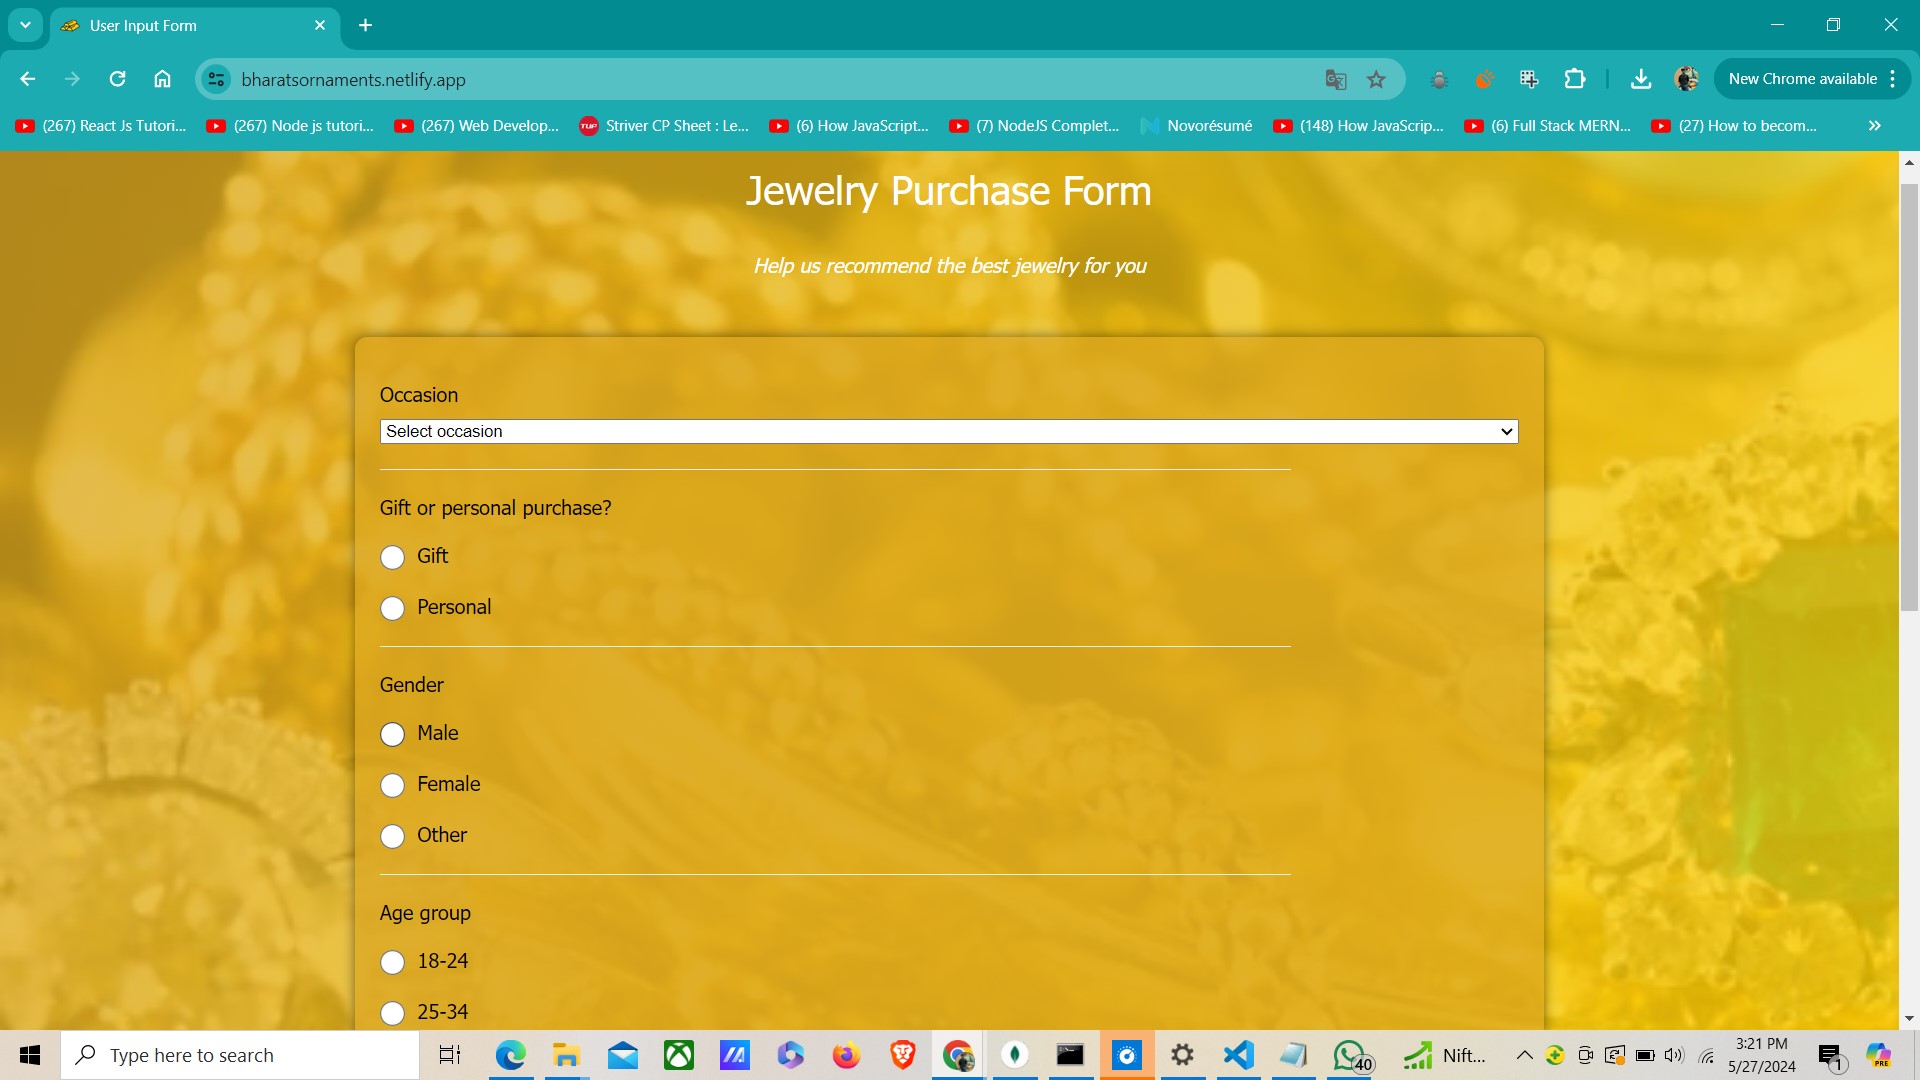 User Input Form
bharatsornaments.netlify.app
New Chrome available
(267) React Js Tutori...
(267) Node js tutori...
(267) Web Develop...
TUF
Striver CP Sheet : Le...
(6) How JavaScript...
(7) NodeJS Complet...
Novorésumé
(148) How JavaScrip...
(6) Full Stack MERN...
(27) How to becom...
Jewelry Purchase Form
Help us recommend the best jewelry for you
Occasion
Select occasion
Gift or personal purchase?
Gift
Personal
Gender
Male
Female
Other
Age group
18-24
25-34
Type here to search
40
Nift...
3:21 PM
5/27/2024
1
PRE